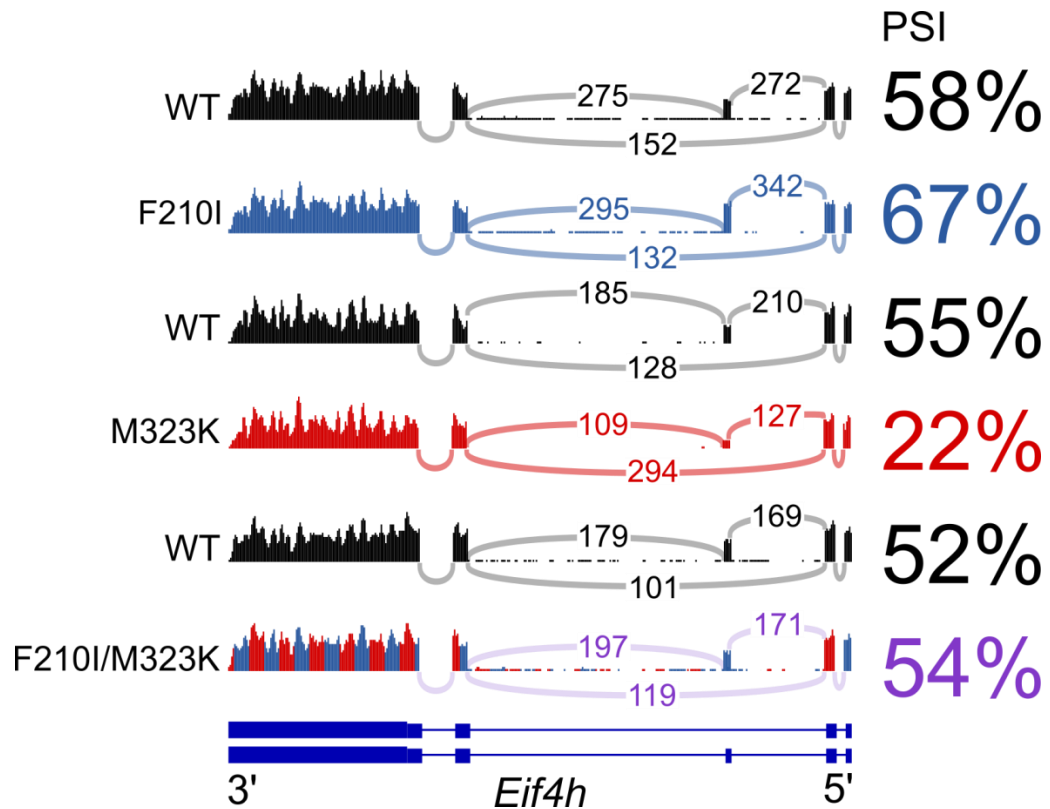 PSI
WT 275 272 58%
152
F210I 295 342 67%
132
WT 185 210 55%
128
M323K 109 127 22%
294
WT 179 169 52%
101
F210I/M323K 197 171 54%
119
3' Eif4h 5'